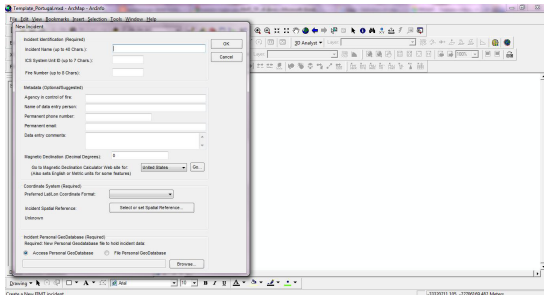 Template_Portugal.mxd - ArcMap - ArcInfo
File Edit View Bookmarks Insert Selection Tools Window Help
New Incident
Incident Identification (Required)
Incident Name (up to 40 Chars.):
OK
ICS System Unit ID (up to 7 Chars.):
Cancel
Fire Number (up to 8 Chars):
3D Analyst
Metadata (Optional/Suggested)
Agency in control of fire:
Name of data entry person:
Permanent phone number:
Permanent email:
Data entry comments:
Magnetic Declination (Decimal Degrees) 0
Go to Magnetic Declination Calculator Web site for: United States Go...
(Also sets English or Metric units for some features)
Coordinate System (Required)
Preferred Lat/Lon Coordinate Format:
Incident Spatial Reference: Select or set Spatial Reference...
Unknown
Incident Personal GeoDatabase (Required)
Required: New Personal Geodatabase file to hold incident data:
Access Personal GeoDatabase File Personal GeoDatabase
Browse...
Drawing A Arial 10 B I U A
Create a New FIMT incident